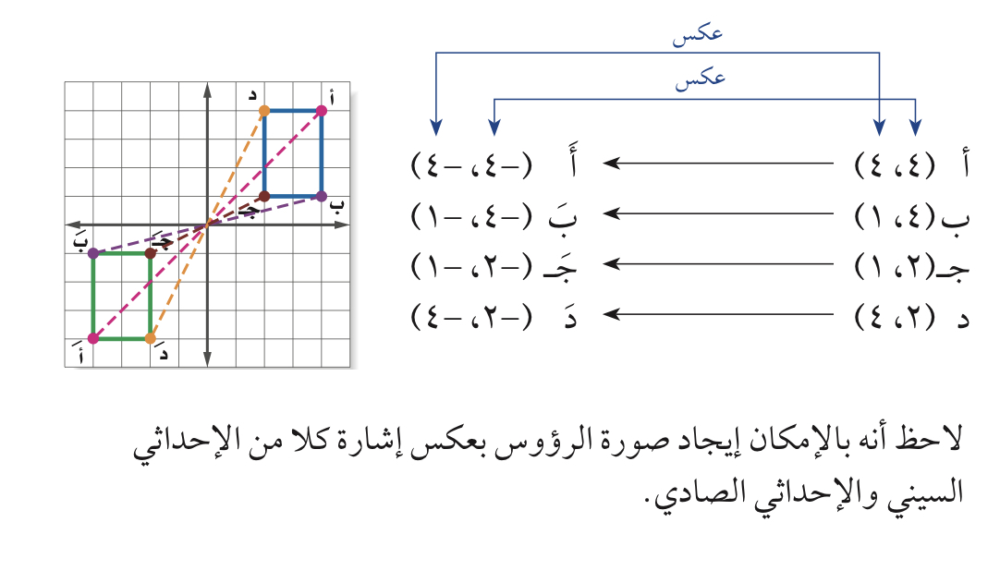 عكس
عكس
أ (٤، ٤) أَ (–٤، –٤)
ب (٤، ١) بَ (–٤، –١)
جـ (٢، ١) جَـ (–٢، –١)
د (٢، ٤) دَ (–٢، –٤)
د أ
جـ ب
بَ جَـ
أَ دَ
لاحظ أنه بالإمكان إيجاد صورة الرؤوس بعكس إشارة كلا من الإحداثي
السيني والإحداثي الصادي.